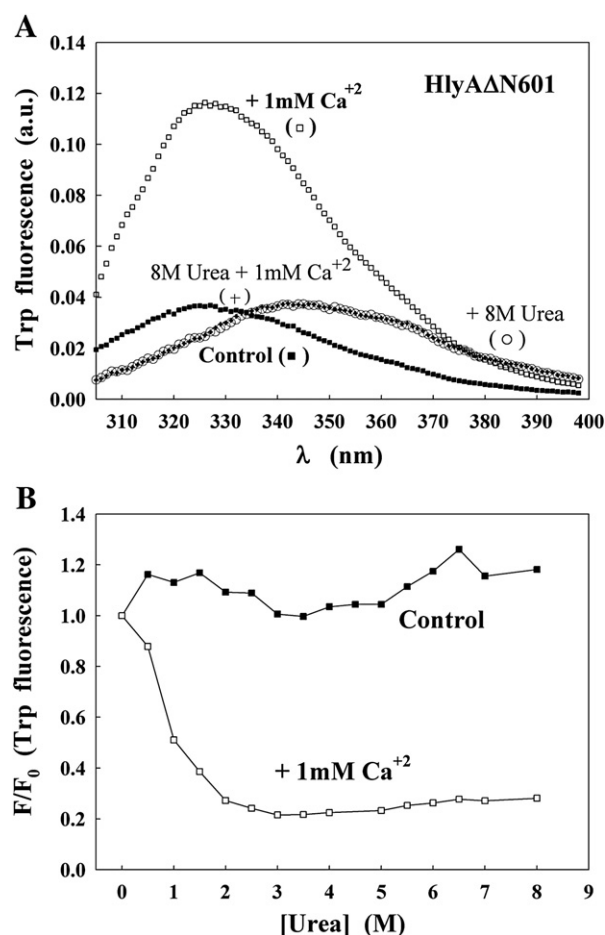 A
0.14
0.12
0.10
0.08
0.06
0.04
0.02
0.00
Trp fluorescence (a.u.)
+ 1mM Ca+2
(□)
HlyAΔN601
8M Urea + 1mM Ca+2
(+)
+ 8M Urea
(○)
Control (■)
310 320 330 340 350 360 370 380 390 400
λ (nm)
B
1.4
1.2
1.0
0.8
0.6
0.4
0.2
0.0
F/F0 (Trp fluorescence)
Control
+ 1mM Ca+2
0 1 2 3 4 5 6 7 8 9
[Urea] (M)